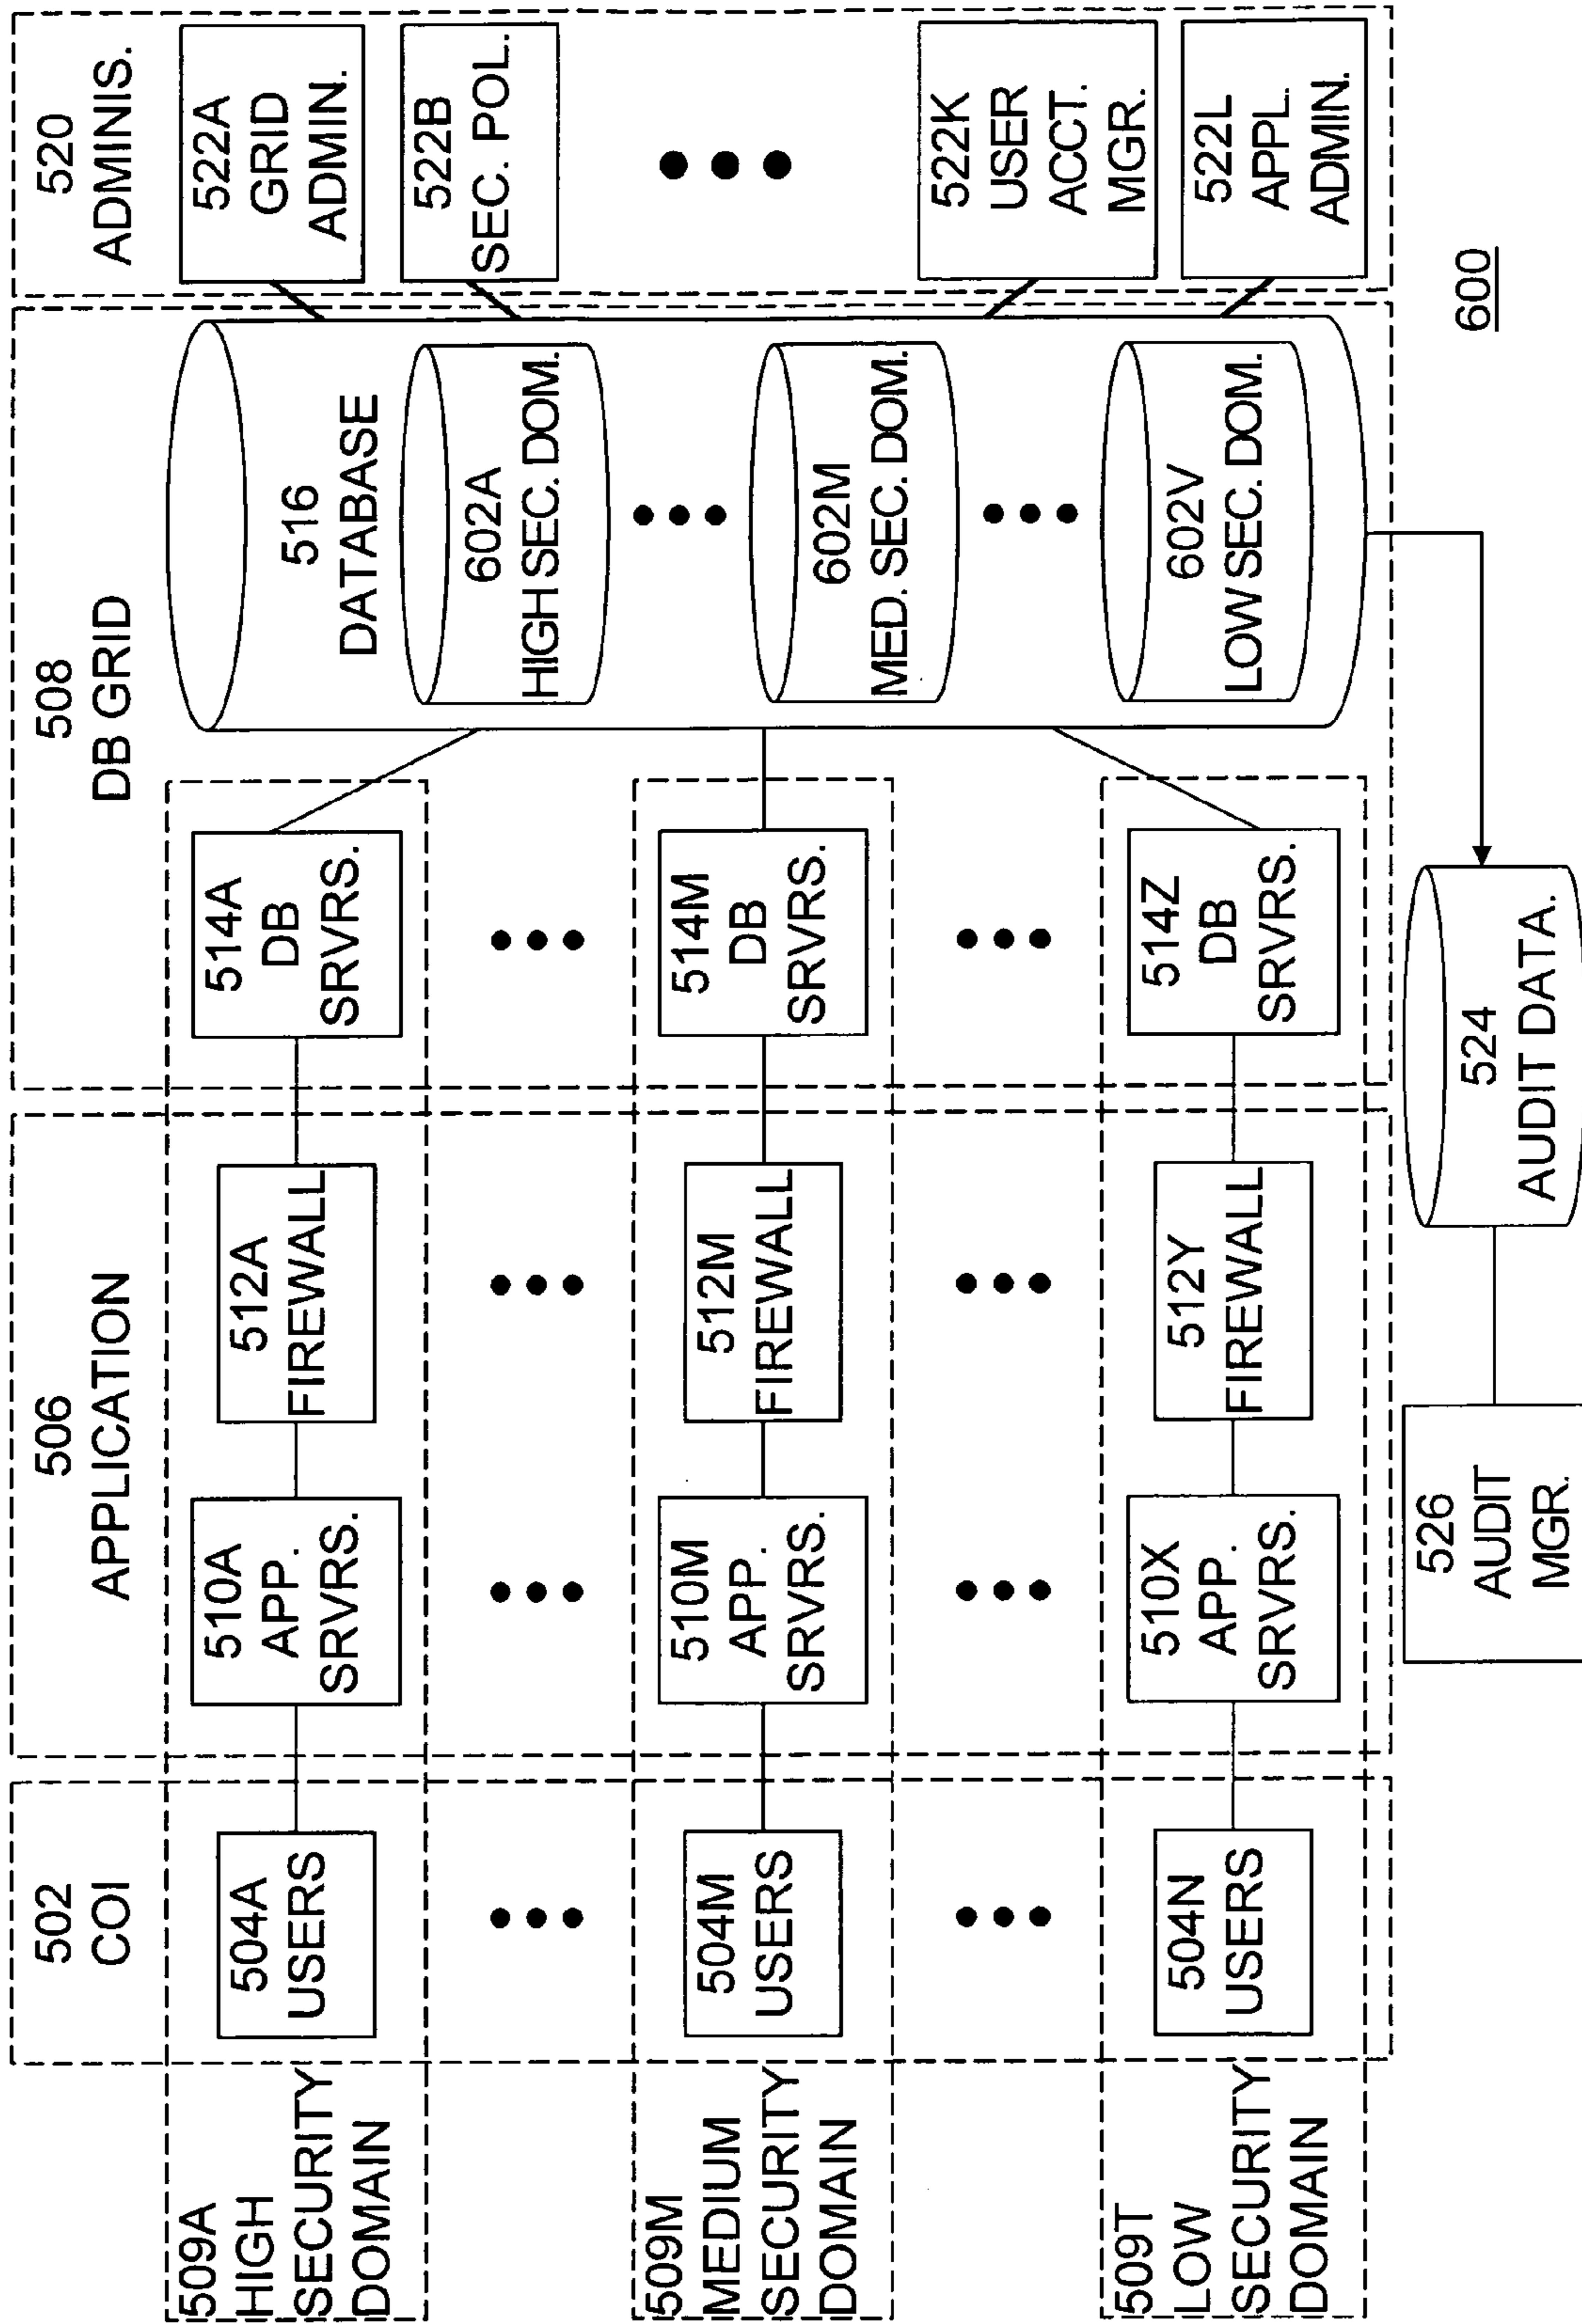 502
COI
506
APPLICATION
508
DB GRID
520
ADMINIS.
509A
HIGH
SECURITY
DOMAIN
504A
USERS
510A
APP.
SRVRS.
512A
FIREWALL
514A
DB
SRVRS.
516
DATABASE
602A
HIGH SEC. DOM.
522A
GRID
ADMIN.
522B
SEC. POL.
509M
MEDIUM
SECURITY
DOMAIN
504M
USERS
510M
APP.
SRVRS.
512M
FIREWALL
514M
DB
SRVRS.
602M
MED. SEC. DOM.
522K
USER
ACCT.
MGR.
509T
LOW
SECURITY
DOMAIN
504N
USERS
510X
APP.
SRVRS.
512Y
FIREWALL
514Z
DB
SRVRS.
602V
LOW SEC. DOM.
522L
APPL.
ADMIN.
526
AUDIT
MGR.
524
AUDIT DATA.
600